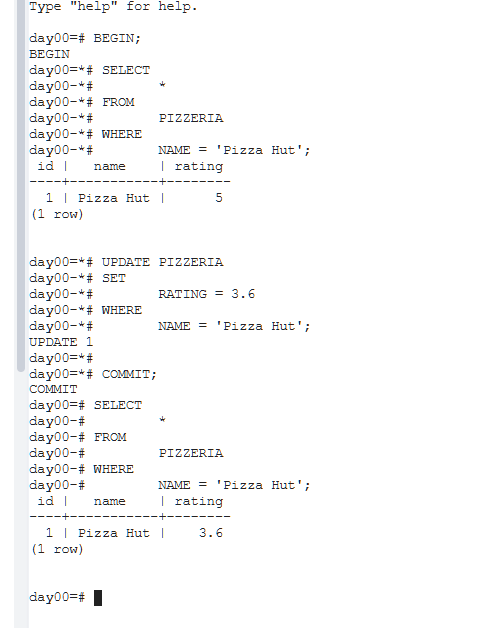 Type "help" for help.
day00=# BEGIN;
BEGIN
day00=*# SELECT
day00-*#        *
day00-*# FROM
day00-*#        PIZZERIA
day00-*# WHERE
day00-*#        NAME = 'Pizza Hut';
 id |   name    | rating
----+-----------+--------
  1 | Pizza Hut |      5
(1 row)
day00=*# UPDATE PIZZERIA
day00-*# SET
day00-*#        RATING = 3.6
day00-*# WHERE
day00-*#        NAME = 'Pizza Hut';
UPDATE 1
day00=*#
day00=*# COMMIT;
COMMIT
day00=# SELECT
day00-#         *
day00-# FROM
day00-#         PIZZERIA
day00-# WHERE
day00-#         NAME = 'Pizza Hut';
 id |   name    | rating
----+-----------+--------
  1 | Pizza Hut |    3.6
(1 row)
day00=#